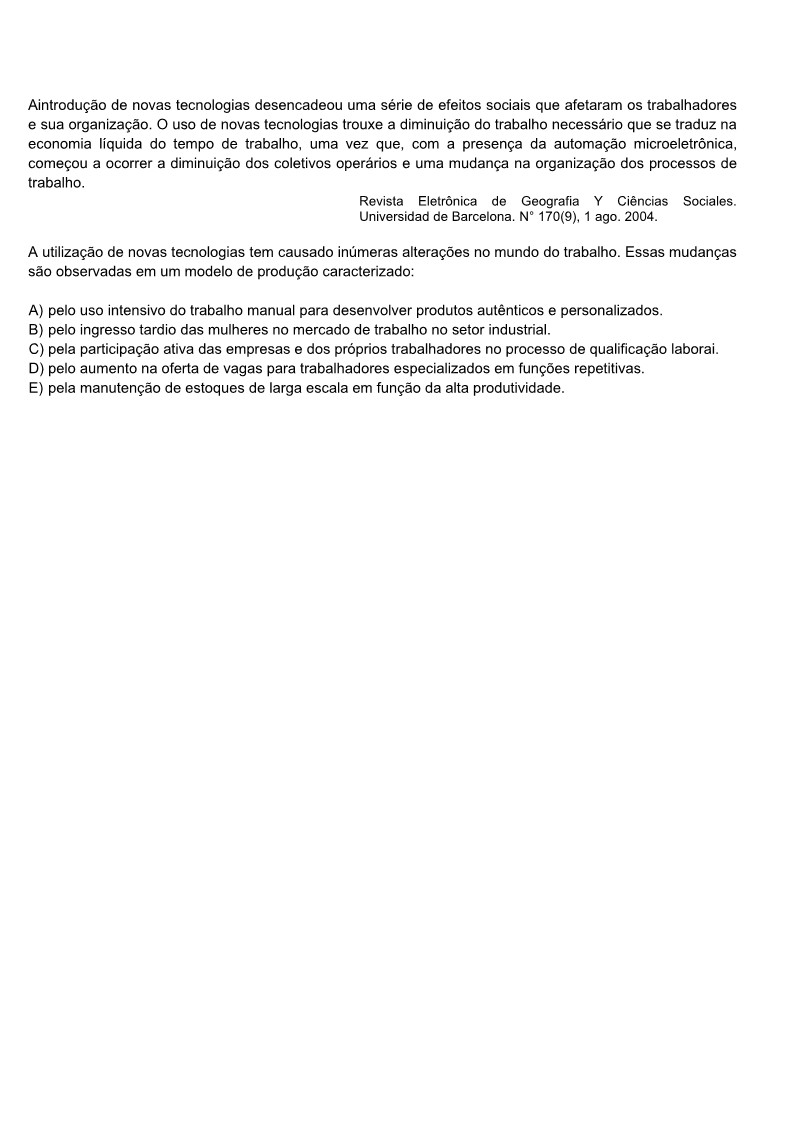 Aintrodução de novas tecnologias desencadeou uma série de efeitos sociais que afetaram os trabalhadores
e sua organização. O uso de novas tecnologias trouxe a diminuição do trabalho necessário que se traduz na
economia líquida do tempo de trabalho, uma vez que, com a presença da automação microeletrônica,
começou a ocorrer a diminuição dos coletivos operários e uma mudança na organização dos processos de
trabalho.
Revista Eletrônica de Geografia Y Ciências Sociales.
Universidad de Barcelona. N° 170(9), 1 ago. 2004.
A utilização de novas tecnologias tem causado inúmeras alterações no mundo do trabalho. Essas mudanças
são observadas em um modelo de produção caracterizado:
A) pelo uso intensivo do trabalho manual para desenvolver produtos autênticos e personalizados.
B) pelo ingresso tardio das mulheres no mercado de trabalho no setor industrial.
C) pela participação ativa das empresas e dos próprios trabalhadores no processo de qualificação laborai.
D) pelo aumento na oferta de vagas para trabalhadores especializados em funções repetitivas.
E) pela manutenção de estoques de larga escala em função da alta produtividade.